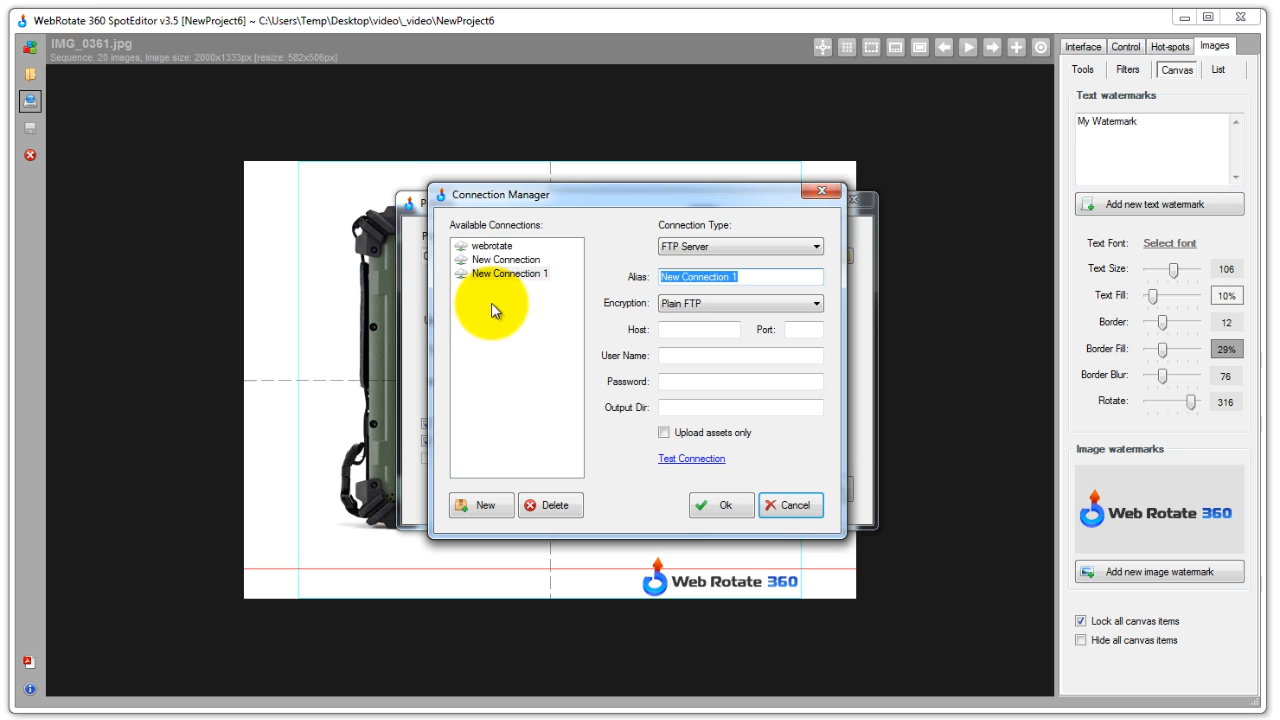 WebRotate 360 SpotEditor v3.5 [NewProject6] ~ C:\Users\Temp\Desktop\video\_video\NewProject6
IMG_0361.jpg
Sequence: 20 images; Image size: 2000x1333px [resize: 582x506px]
Interface
Control
Hot-spots
Images
Tools
Filters
Canvas
List
Text watermarks
My Watermark
Add new text watermark
Text Font: Select font
Text Size: 106
Text Fill: 10%
Border: 12
Border Fill: 29%
Border Blur: 76
Rotate: 316
Image watermarks
Web Rotate 360
Add new image watermark
Lock all canvas items
Hide all canvas items
Connection Manager
Available Connections:
webrotate
New Connection
New Connection 1
New
Delete
Connection Type:
FTP Server
Alias: New Connection 1
Encryption: Plain FTP
Host: Port:
User Name:
Password:
Output Dir:
Upload assets only
Test Connection
Ok
Cancel
Web Rotate 360